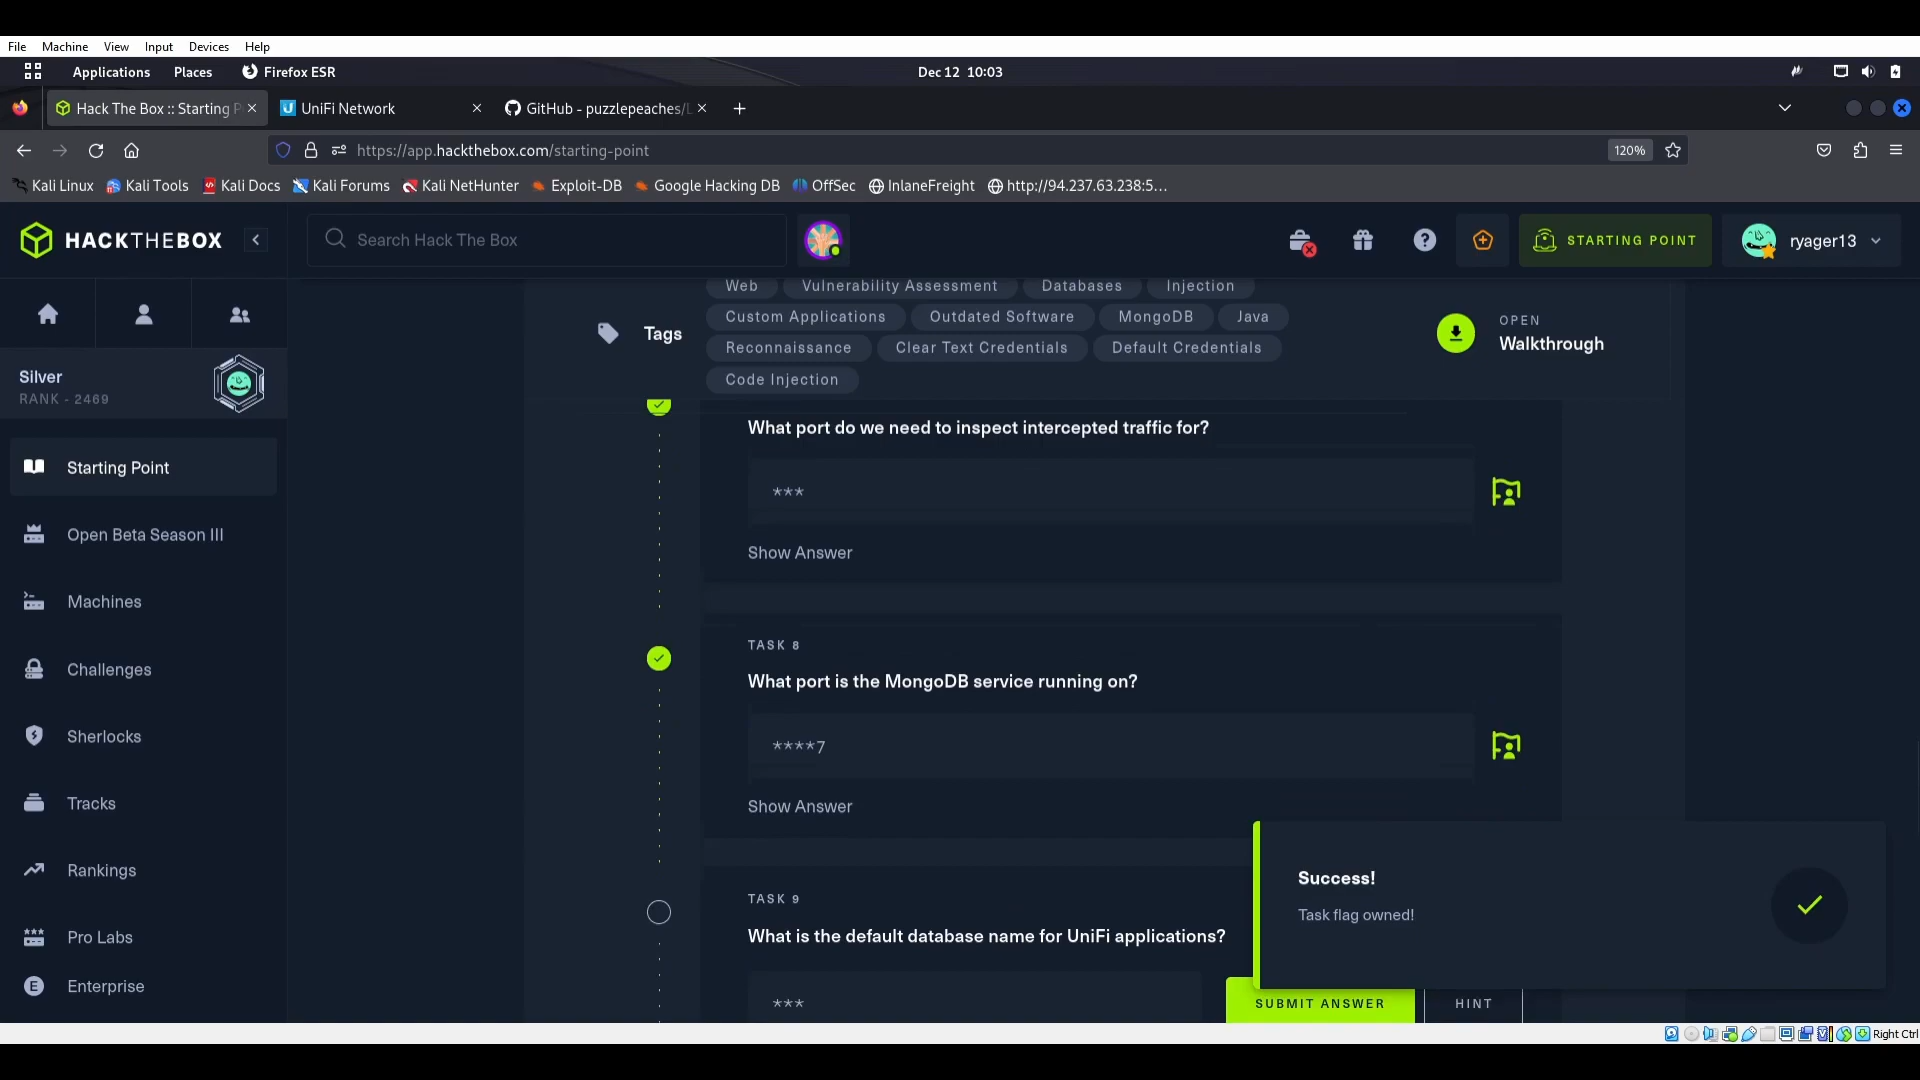 File Machine View Input Devices Help
Applications Places Firefox ESR Dec 12 10:03
Hack The Box :: Starting P UniFi Network GitHub - puzzlepeaches/L
https://app.hackthebox.com/starting-point 120%
Kali Linux Kali Tools Kali Docs Kali Forums Kali NetHunter Exploit-DB Google Hacking DB OffSec InlaneFreight http://94.237.63.238:5…
HACKTHEBOX Search Hack The Box STARTING POINT ryager13
Silver
RANK - 2469
Starting Point
Open Beta Season III
Machines
Challenges
Sherlocks
Tracks
Rankings
Pro Labs
E Enterprise
Tags
Web Vulnerability Assessment Databases Injection
Custom Applications Outdated Software MongoDB Java
Reconnaissance Clear Text Credentials Default Credentials
Code Injection
OPEN
Walkthrough
What port do we need to inspect intercepted traffic for?
***
Show Answer
TASK 8
What port is the MongoDB service running on?
****7
Show Answer
TASK 9
What is the default database name for UniFi applications?
***
SUBMIT ANSWER HINT
Success!
Task flag owned!
Right Ctrl